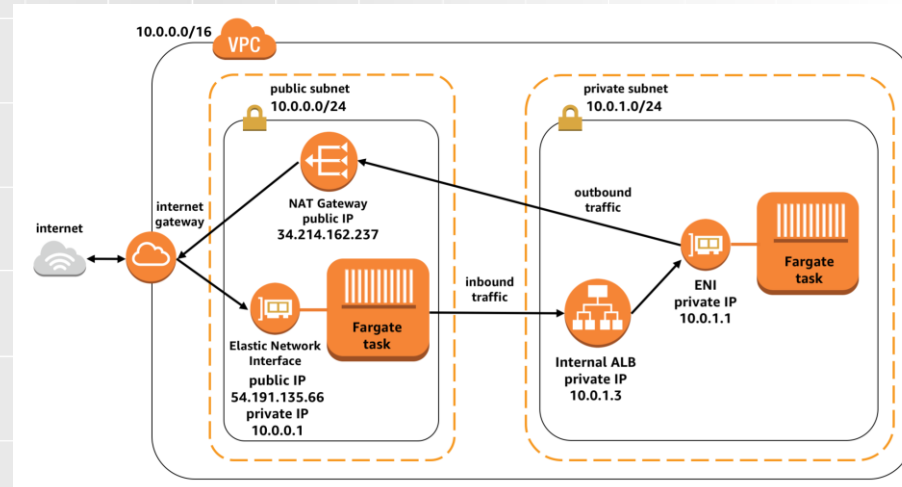 10.0.0.0/16
VPC
public subnet
10.0.0.0/24
private subnet
10.0.1.0/24
NAT Gateway
public IP
34.214.162.237
internet
gateway
internet
outbound
traffic
Fargate
task
ENI
private IP
10.0.1.1
inbound
traffic
Fargate
task
Elastic Network
Interface
public IP
54.191.135.66
private IP
10.0.0.1
Internal ALB
private IP
10.0.1.3